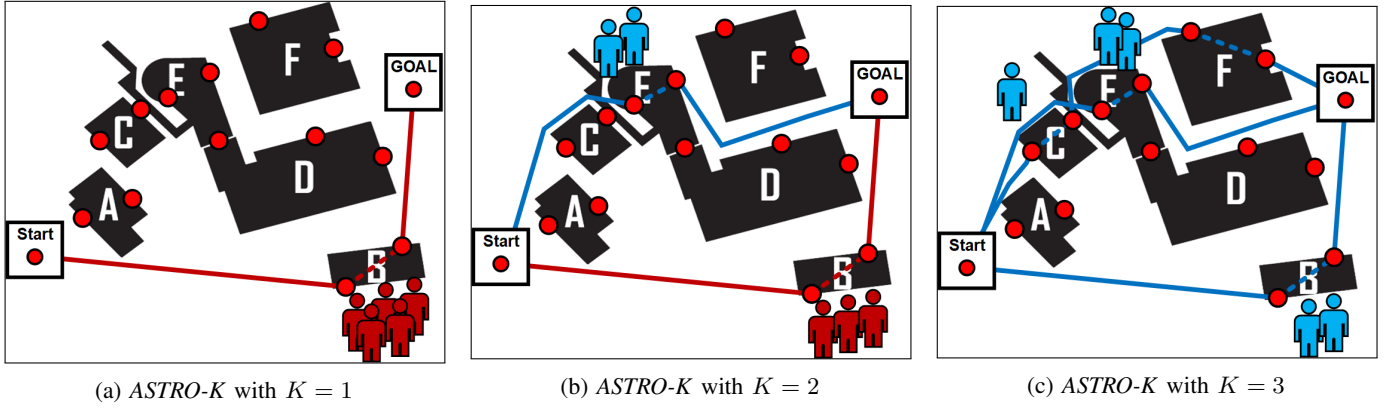 F
E
GOAL
C
D
A
Start
B
F
E
GOAL
C
D
A
Start
B
F
E
GOAL
C
D
A
Start
B
(a) ASTRO-K with K = 1
(b) ASTRO-K with K = 2
(c) ASTRO-K with K = 3